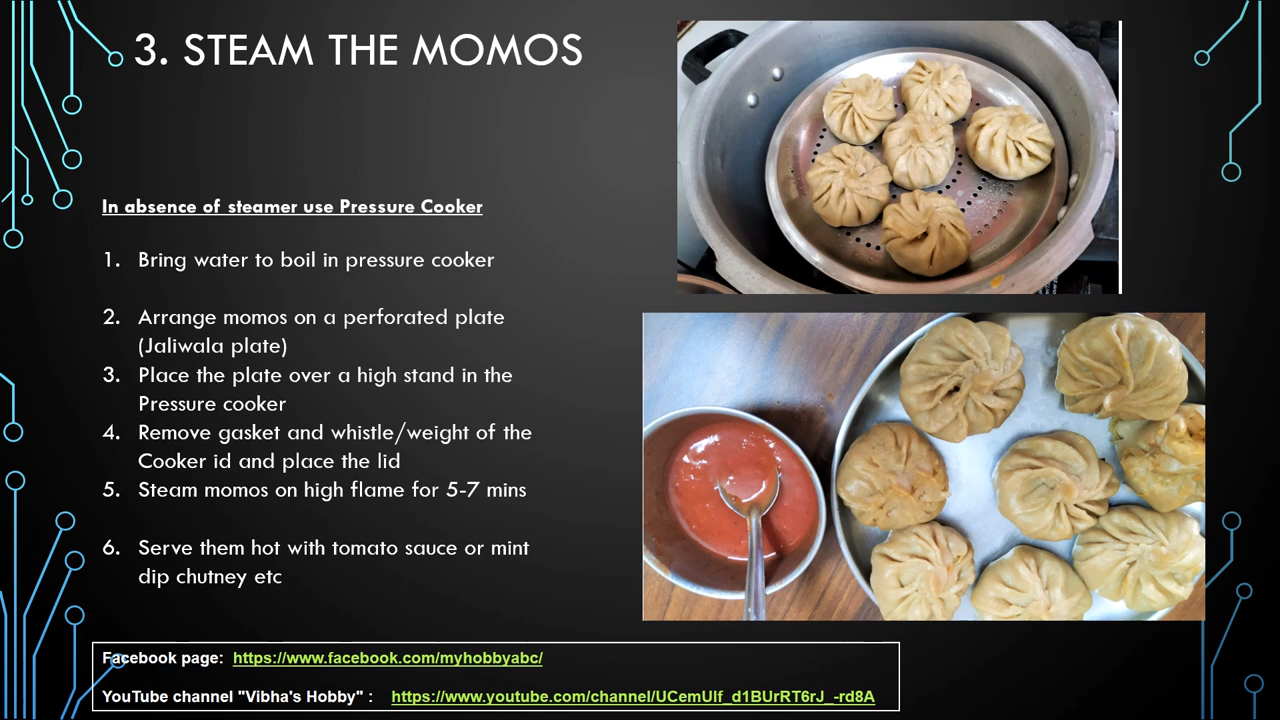 3. STEAM THE MOMOS
In absence of steamer use Pressure Cooker
1. Bring water to boil in pressure cooker
2. Arrange momos on a perforated plate
(Jaliwala plate)
3. Place the plate over a high stand in the
Pressure cooker
4. Remove gasket and whistle/weight of the
Cooker id and place the lid
5. Steam momos on high flame for 5-7 mins
6. Serve them hot with tomato sauce or mint
dip chutney etc
Facebook page: https://www.facebook.com/myhobbyabc/
YouTube channel "Vibha's Hobby" : https://www.youtube.com/channel/UCemUIf_d1BUrRT6rJ_-rd8A